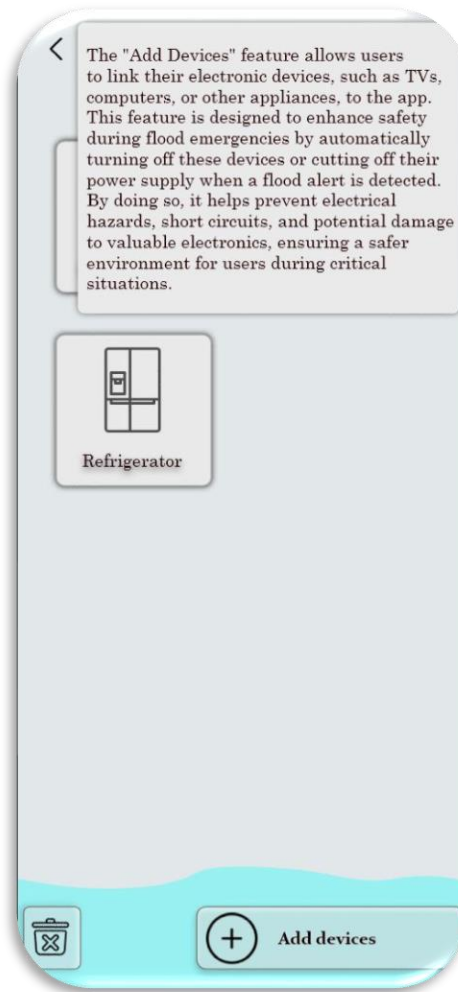 The "Add Devices" feature allows users
to link their electronic devices, such as TVs,
computers, or other appliances, to the app.
This feature is designed to enhance safety
during flood emergencies by automatically
turning off these devices or cutting off their
power supply when a flood alert is detected.
By doing so, it helps prevent electrical
hazards, short circuits, and potential damage
to valuable electronics, ensuring a safer
environment for users during critical
situations.
Refrigerator
Add devices